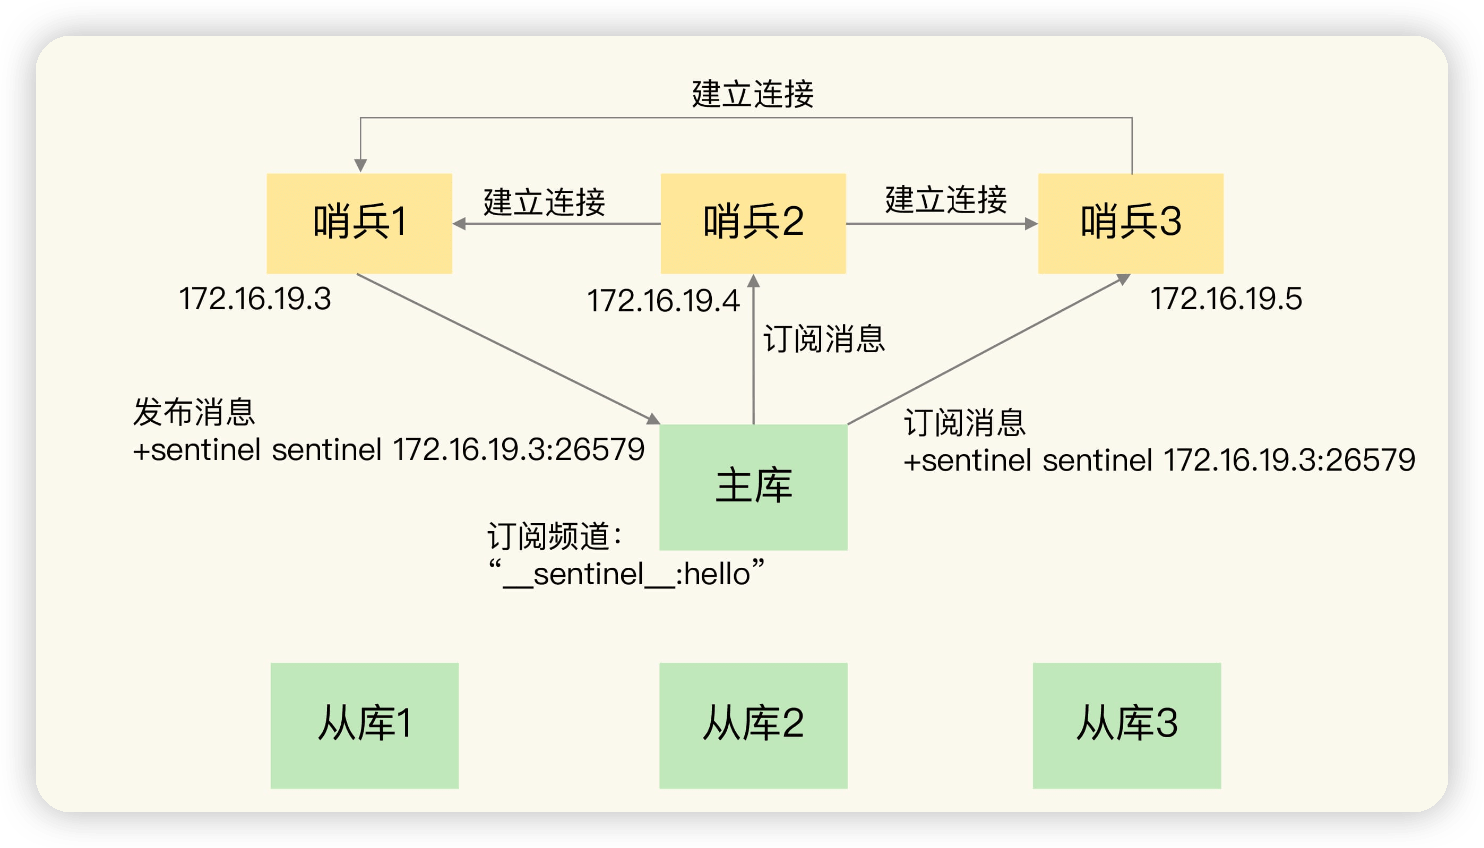 建立连接
哨兵1
建立连接
哨兵2
建立连接
哨兵3
172.16.19.3
172.16.19.4
172.16.19.5
订阅消息
发布消息
+sentinel sentinel 172.16.19.3:26579
订阅消息
+sentinel sentinel 172.16.19.3:26579
主库
订阅频道：
“__sentinel__:hello”
从库1
从库2
从库3